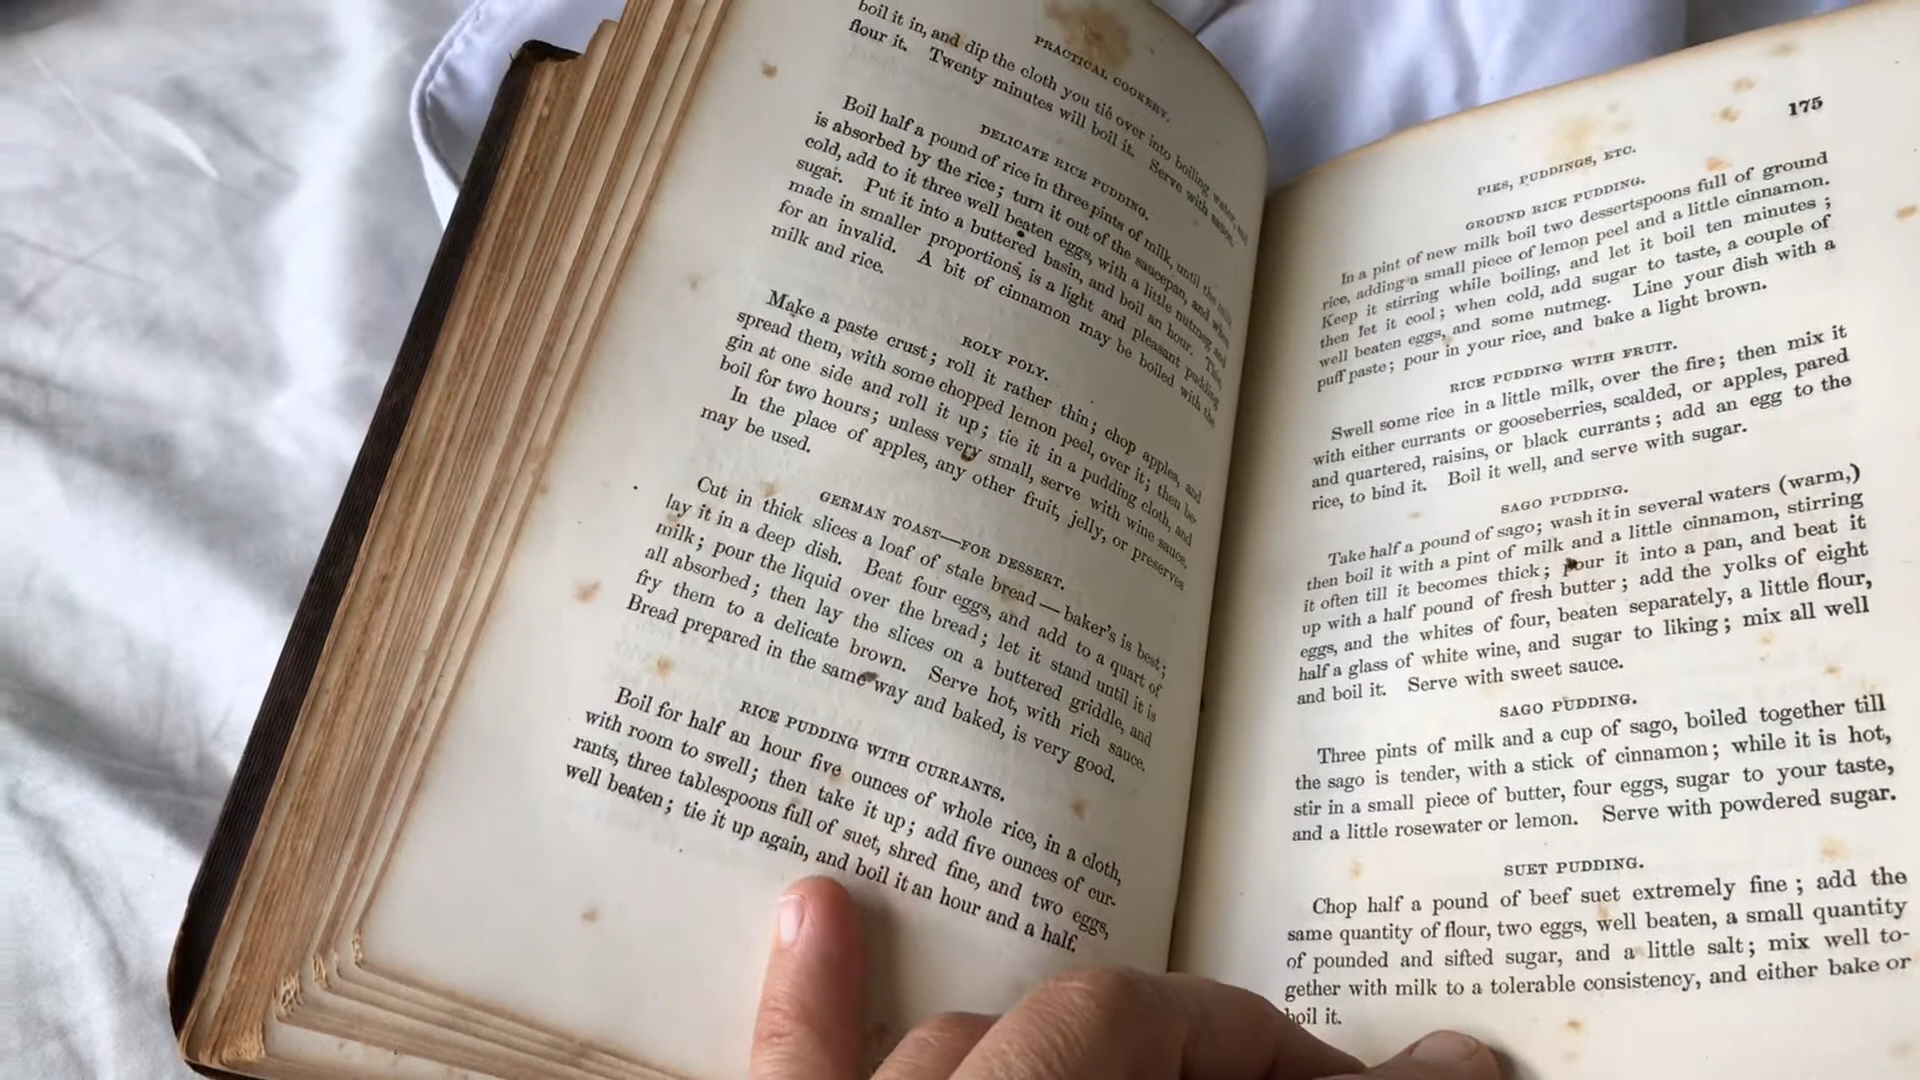 PRACTICAL COOKERY.
boil it in, and dip the cloth you tie over into boiling water, and
flour it. Twenty minutes will boil it. Serve with sauce.
DELICATE RICE PUDDING.
Boil half a pound of rice in three pints of milk, until the milk
is absorbed by the rice; turn it out of the saucepan, and when
cold, add to it three well beaten eggs, with a little nutmeg and
sugar. Put it into a buttered basin, and boil an hour. This,
made in smaller proportions, is a light and pleasant pudding
for an invalid. A bit of cinnamon may be boiled with the
milk and rice.
ROLY POLY.
Make a paste crust; roll it rather thin; chop apples, and
spread them, with some chopped lemon peel, over it; then be-
gin at one side and roll it up; tie it in a pudding cloth, and
boil for two hours; unless very small, serve with wine sauce.
In the place of apples, any other fruit, jelly, or preserves
may be used.
GERMAN TOAST—FOR DESSERT.
Cut in thick slices a loaf of stale bread — baker's is best;
lay it in a deep dish. Beat four eggs, and add to a quart of
milk; pour the liquid over the bread; let it stand until it is
all absorbed; then lay the slices on a buttered griddle, and
fry them to a delicate brown. Serve hot, with rich sauce.
Bread prepared in the same way and baked, is very good.
RICE PUDDING WITH CURRANTS.
Boil for half an hour five ounces of whole rice, in a cloth,
with room to swell; then take it up; add five ounces of cur-
rants, three tablespoons full of suet, shred fine, and two eggs,
well beaten; tie it up again, and boil it an hour and a half.
PIES, PUDDINGS, ETC. 175
GROUND RICE PUDDING.
In a pint of new milk boil two dessertspoons full of ground
rice, adding a small piece of lemon peel and a little cinnamon.
Keep it stirring while boiling, and let it boil ten minutes;
then let it cool; when cold, add sugar to taste, a couple of
well beaten eggs, and some nutmeg. Line your dish with a
puff paste; pour in your rice, and bake a light brown.
RICE PUDDING WITH FRUIT.
Swell some rice in a little milk, over the fire; then mix it
with either currants or gooseberries, scalded, or apples, pared
and quartered, raisins, or black currants; add an egg to the
rice, to bind it. Boil it well, and serve with sugar.
SAGO PUDDING.
Take half a pound of sago; wash it in several waters (warm,)
then boil it with a pint of milk and a little cinnamon, stirring
it often till it becomes thick; pour it into a pan, and beat it
up with a half pound of fresh butter; add the yolks of eight
eggs, and the whites of four, beaten separately, a little flour,
half a glass of white wine, and sugar to liking; mix all well
and boil it. Serve with sweet sauce.
SAGO PUDDING.
Three pints of milk and a cup of sago, boiled together till
the sago is tender, with a stick of cinnamon; while it is hot,
stir in a small piece of butter, four eggs, sugar to your taste,
and a little rosewater or lemon. Serve with powdered sugar.
SUET PUDDING.
Chop half a pound of beef suet extremely fine; add the
same quantity of flour, two eggs, well beaten, a small quantity
of pounded and sifted sugar, and a little salt; mix well to-
gether with milk to a tolerable consistency, and either bake or
boil it.